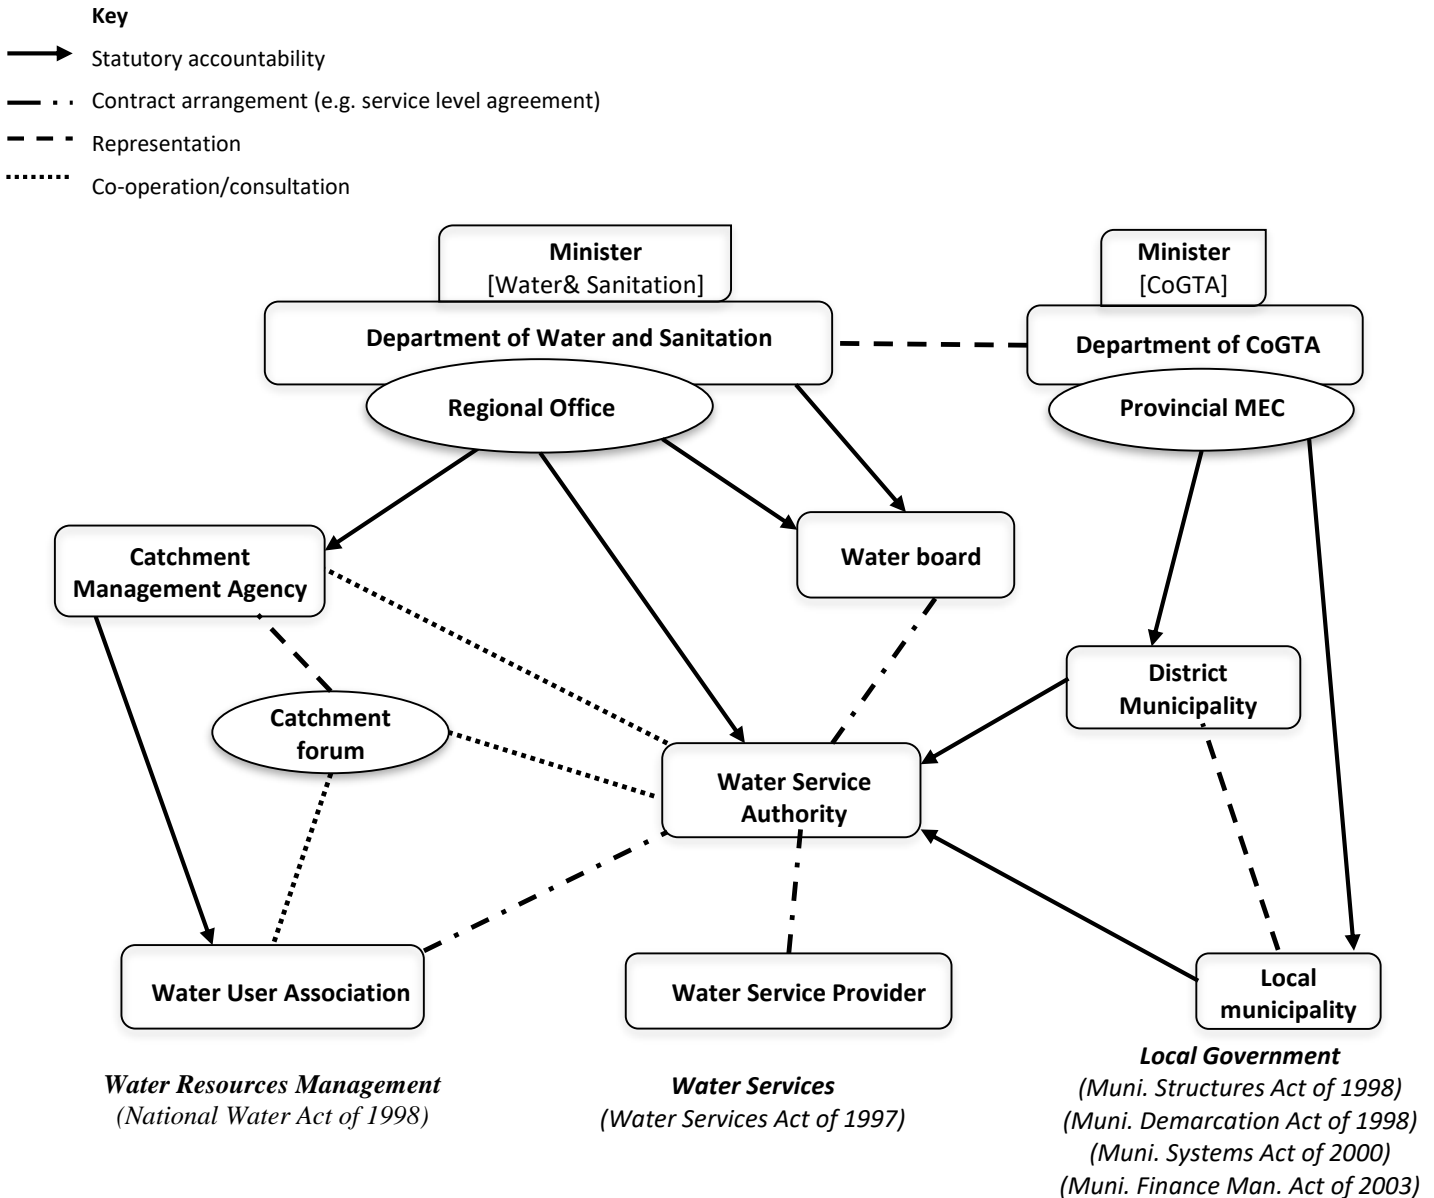 Key
Statutory accountability
Contract arrangement (e.g. service level agreement)
Representation
Co-operation/consultation
Minister
[Water& Sanitation]
Minister
[CoGTA]
Department of Water and Sanitation
Department of CoGTA
Regional Office
Provincial MEC
Catchment
Management Agency
Water board
District
Municipality
Catchment
forum
Water Service
Authority
Water User Association
Water Service Provider
Local
municipality
Water Resources Management
(National Water Act of 1998)
Water Services
(Water Services Act of 1997)
Local Government
(Muni. Structures Act of 1998)
(Muni. Demarcation Act of 1998)
(Muni. Systems Act of 2000)
(Muni. Finance Man. Act of 2003)